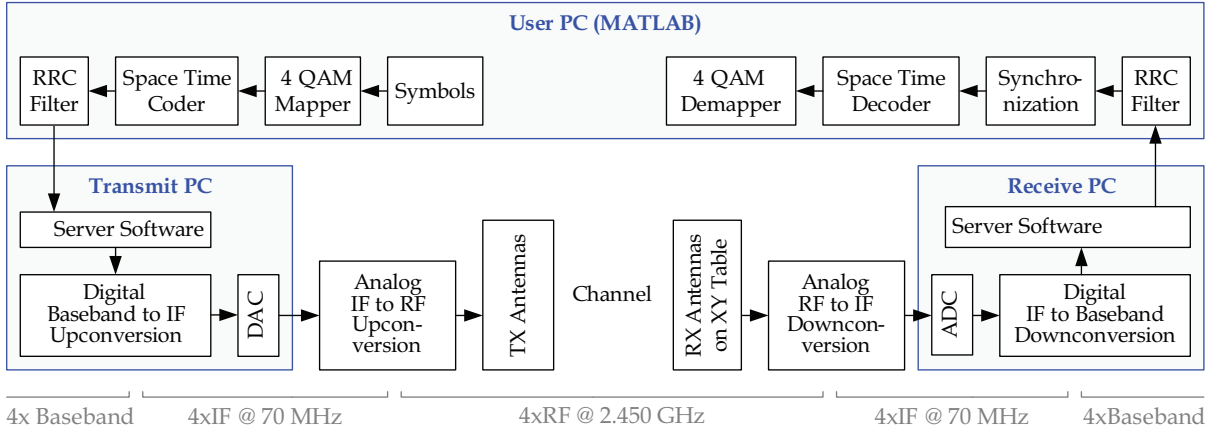 User PC (MATLAB)
RRC
Filter
Space Time
Coder
4 QAM
Mapper
Symbols
4 QAM
Demapper
Space Time
Decoder
Synchro-
nization
RRC
Filter
Transmit PC
Server Software
Digital
Baseband to IF
Upconversion
DAC
Analog
IF to RF
Upcon-
version
TX Antennas
Channel
RX Antennas
on XY Table
Analog
RF to IF
Downcon-
version
Receive PC
Server Software
ADC
Digital
IF to Baseband
Downconversion
4x Baseband
4xIF @ 70 MHz
4xRF @ 2.450 GHz
4xIF @ 70 MHz
4xBaseband